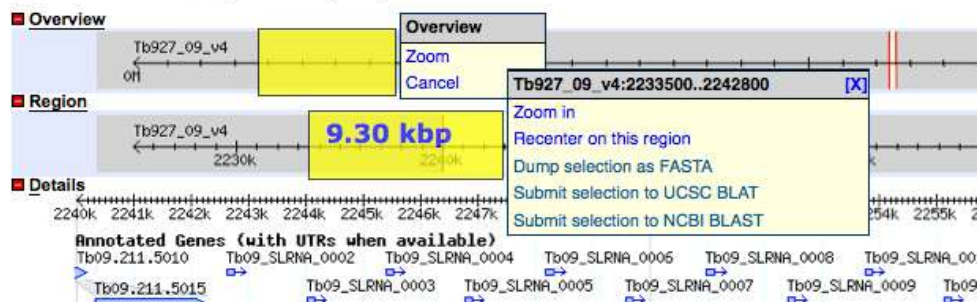 Overview
Overview
Tb927_09_v4
Zoom
0M
Cancel
Tb927_09_v4:2233500..2242800 [X]
Region
Zoom in
Tb927_09_v4
9.30 kbp
Recenter on this region
2230k 2240k k
Dump selection as FASTA
Details
Submit selection to UCSC BLAT
2240k 2241k 2242k 2243k 2244k 2245k 2246k 2247k 254k 2255k
Submit selection to NCBI BLAST
Annotated Genes (with UTRs when available)
Tb09.211.5010 Tb09_SLRNA_0002 Tb09_SLRNA_0004 Tb09_SLRNA_0006 Tb09_SLRNA_0008 Tb09_SLRNA_00
Tb09.211.5015 Tb09_SLRNA_0003 Tb09_SLRNA_0005 Tb09_SLRNA_0007 Tb09_SLRNA_0009 Tb09